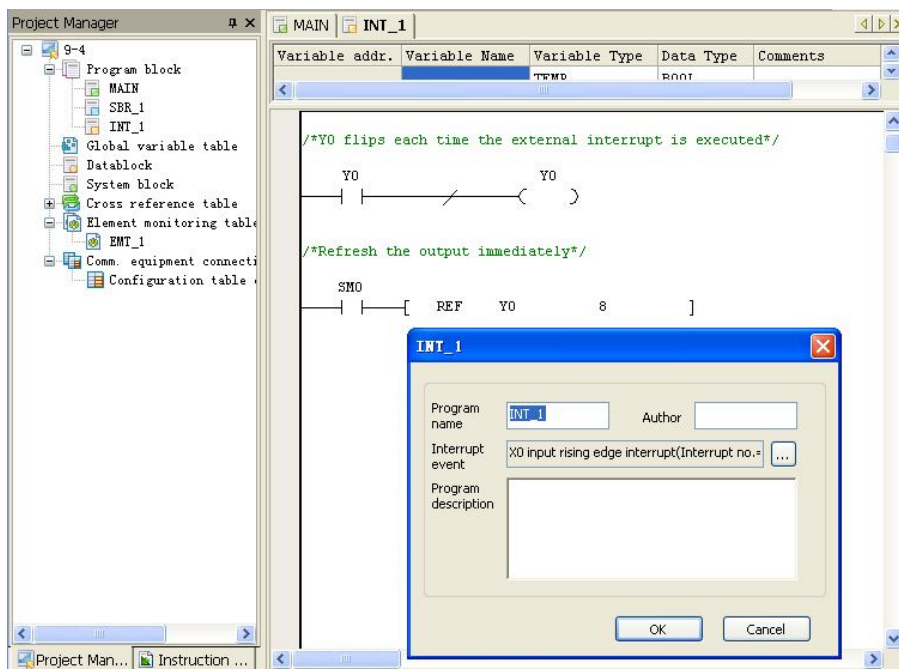 Project Manager
9-4
Program block
MAIN
SBR_1
INT_1
Global variable table
Datablock
System block
Cross reference table
Element monitoring table
EMT_1
Comm. equipment connecti
Configuration table
Project Man...
Instruction ...
MAIN
INT_1
Variable addr.
Variable Name
Variable Type
Data Type
Comments
TEMP
BOOL
/*Y0 flips each time the external interrupt is executed*/
Y0
Y0
/*Refresh the output immediately*/
SM0
[ REF Y0 8 ]
INT_1
Program name
INT_1
Author
Interrupt event
X0 input rising edge interrupt(Interrupt no.=
...
Program description
OK
Cancel